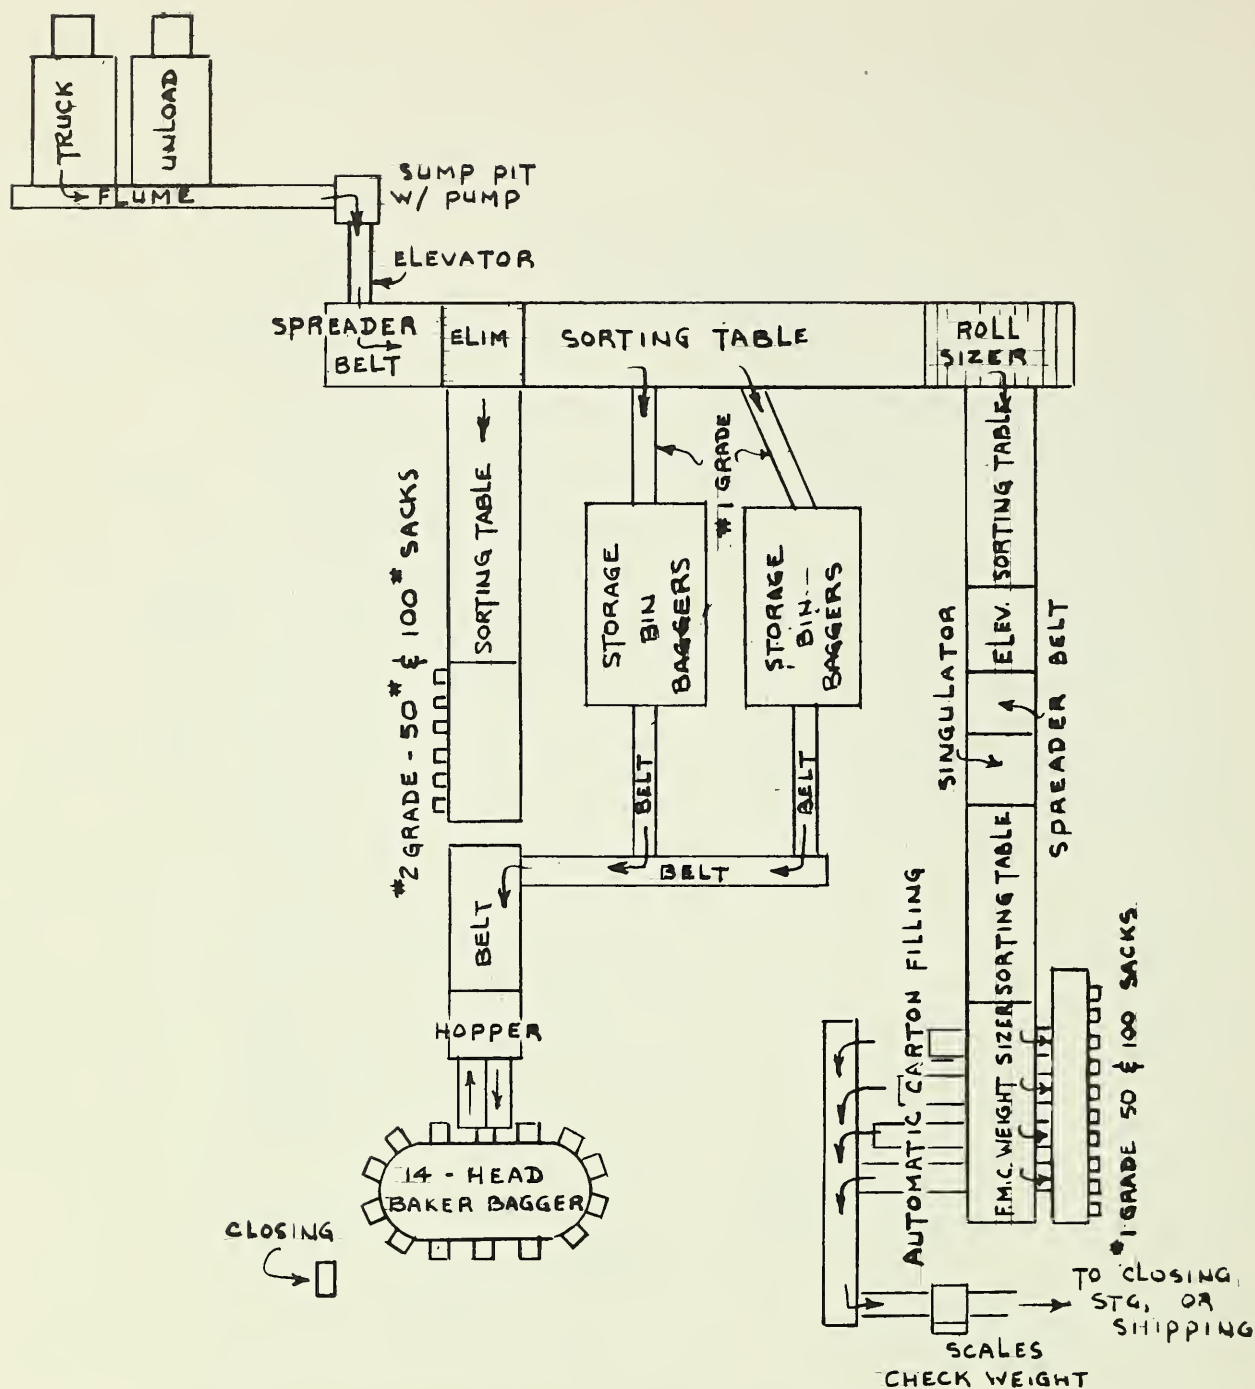 TRUCK
UNLOAD
FLUME
SUMP PIT
W/ PUMP
ELEVATOR
SPREADER
BELT
ELIM
SORTING TABLE
ROLL
SIZER
SORTING TABLE
#2 GRADE - 50# & 100# SACKS
#1 GRADE
STORAGE
BIN
BAGGERS
STORAGE
BIN
BAGGERS
SORTING TABLE
ELEV.
SINGULATOR
SPREADER BELT
BELT
BELT
BELT
BELT
HOPPER
SORTING TABLE
AUTOMATIC CARTON FILLING
F.M.C. WEIGHT SIZER
#1 GRADE 50 & 100 SACKS
14 - HEAD
BAKER BAGGER
CLOSING
TO CLOSING,
STG, OR
SHIPPING
SCALES
CHECK WEIGHT